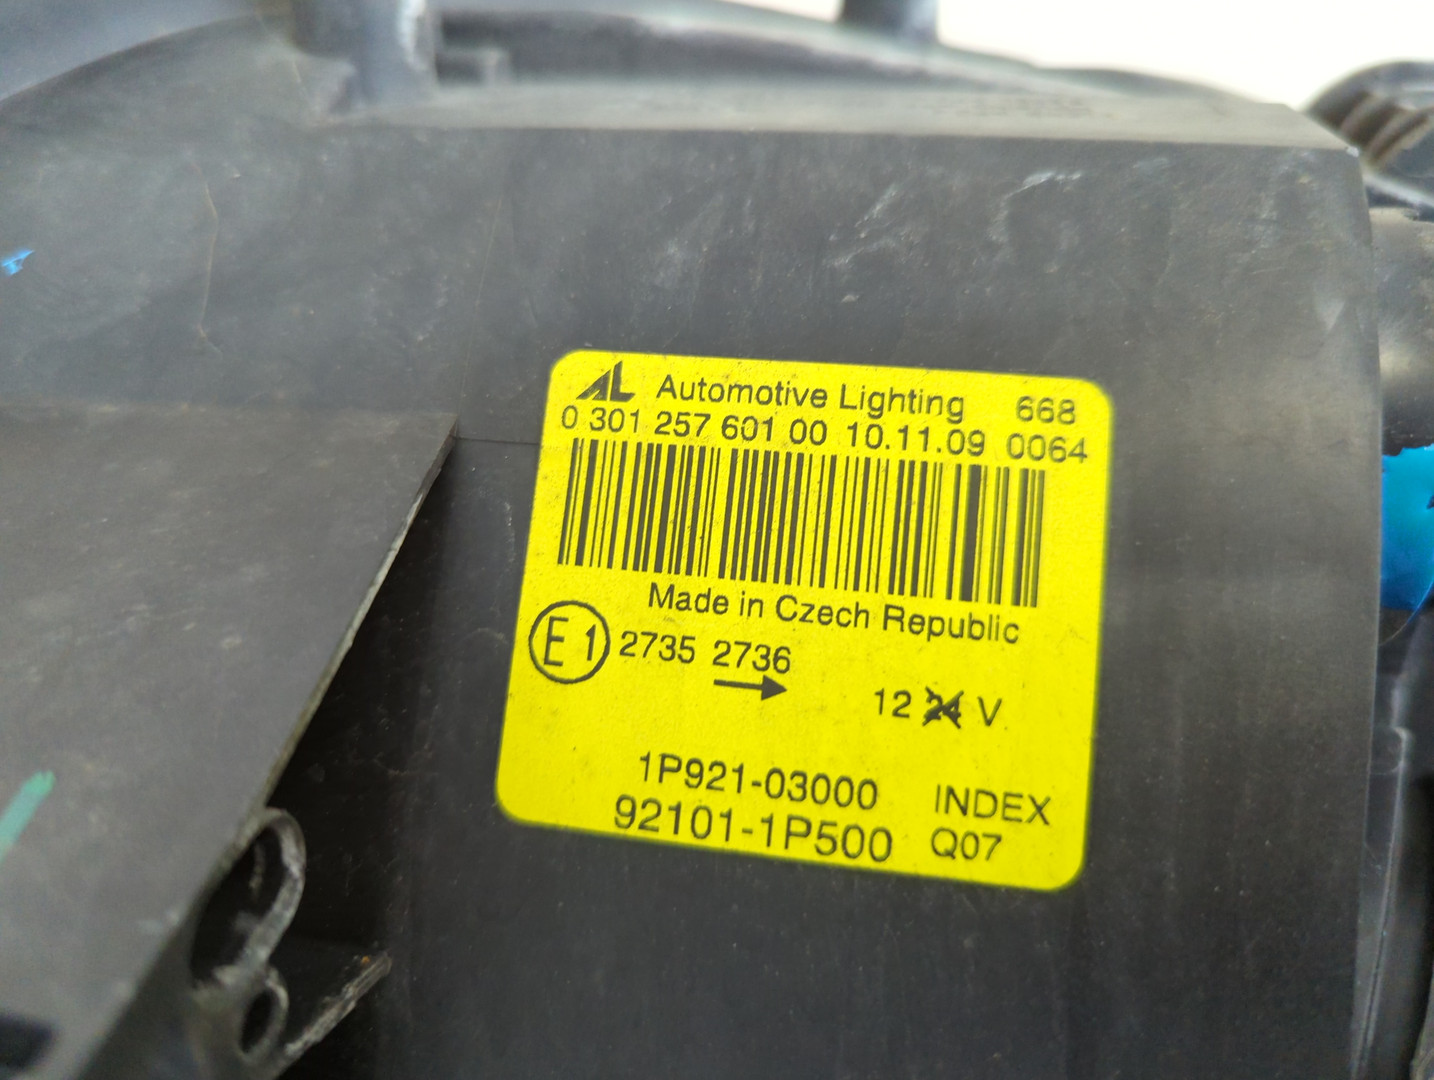 AL Automotive Lighting 668
0 301 257 601 00 10.11.09 0064
Made in Czech Republic
E1 2735 2736
12 24 V
1P921-03000 INDEX
92101-1P500 Q07